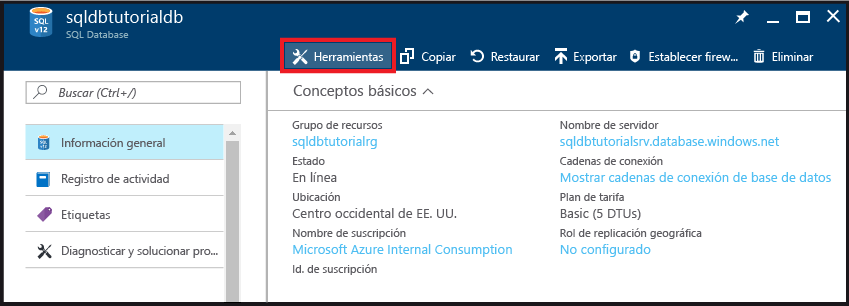 sqldbtutorialdb
SQL Database
SQL
v12
Herramientas Copiar Restaurar Exportar Establecer firew... Eliminar
Buscar (Ctrl+/)
Información general
Registro de actividad
Etiquetas
Diagnosticar y solucionar pro...
Conceptos básicos
Grupo de recursos
sqldbtutorialrg
Estado
En línea
Ubicación
Centro occidental de EE. UU.
Nombre de suscripción
Microsoft Azure Internal Consumption
Id. de suscripción
Nombre de servidor
sqldbtutorialsrv.database.windows.net
Cadenas de conexión
Mostrar cadenas de conexión de base de datos
Plan de tarifa
Basic (5 DTUs)
Rol de replicación geográfica
No configurado